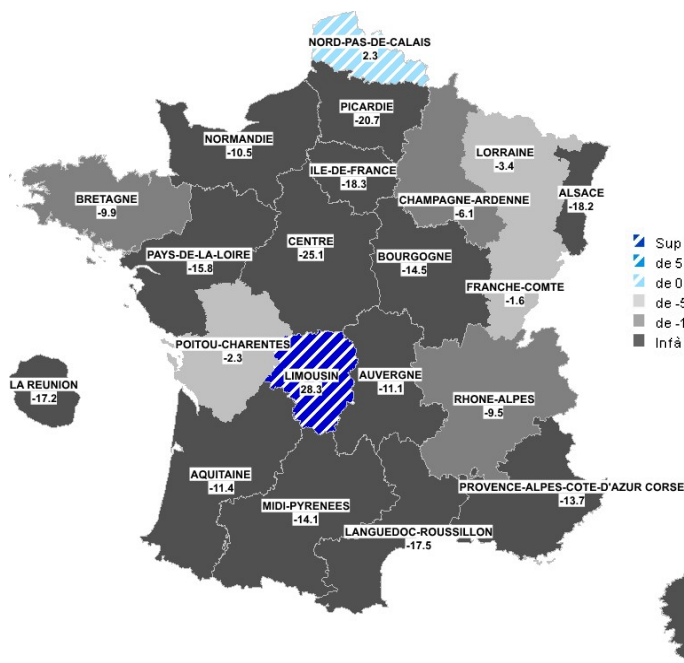 NORD-PAS-DE-CALAIS
2.3
PICARDIE
-20.7
NORMANDIE
-10.5
ILE-DE-FRANCE
-18.3
LORRAINE
-3.4
ALSACE
-18.2
BRETAGNE
-9.9
CHAMPAGNE-ARDENNE
-6.1
PAYS-DE-LA-LOIRE
-15.8
CENTRE
-25.1
BOURGOGNE
-14.5
FRANCHE-COMTE
-1.6
Sup
de 5
de 0
de -5
de -1
Infà
POITOU-CHARENTES
-2.3
LIMOUSIN
28.3
AUVERGNE
-11.1
RHONE-ALPES
-9.5
LA REUNION
-17.2
AQUITAINE
-11.4
MIDI-PYRENEES
-14.1
LANGUEDOC-ROUSSILLON
-17.5
PROVENCE-ALPES-COTE-D'AZUR CORSE
-13.7